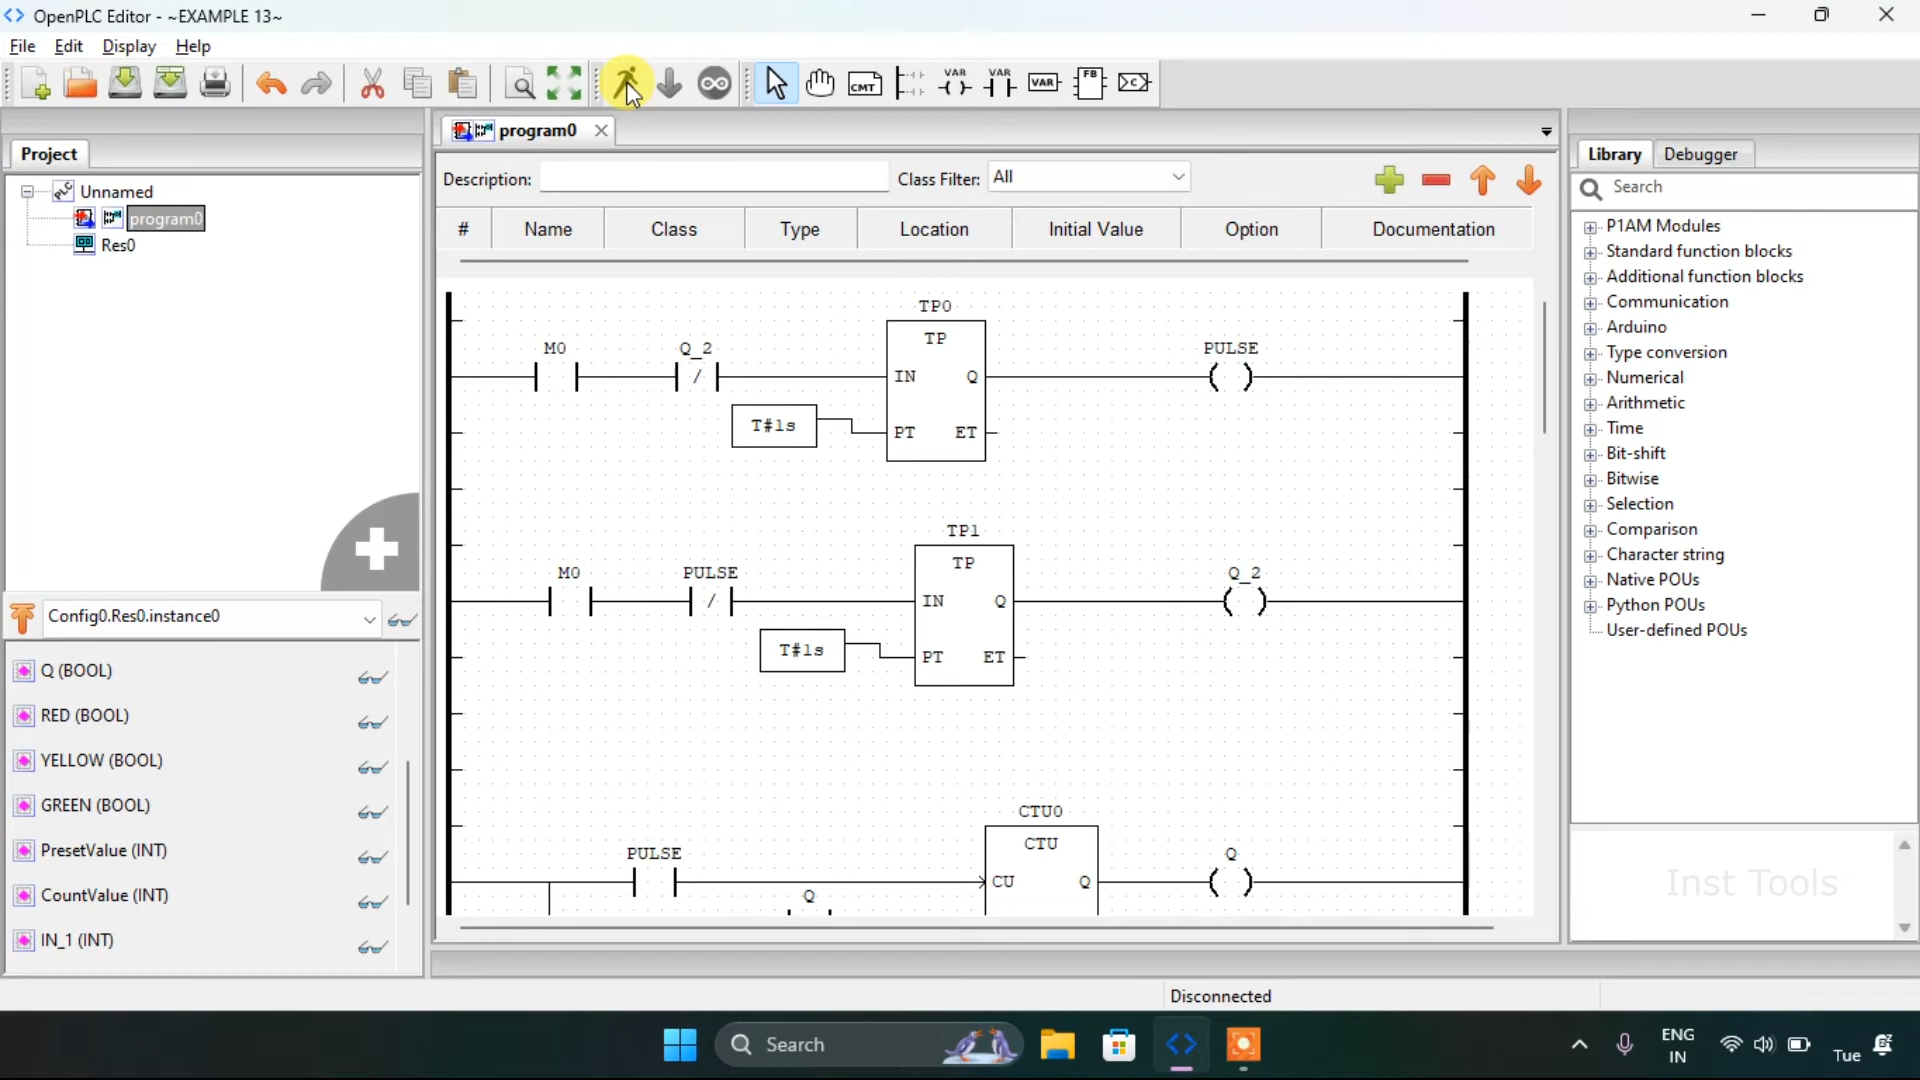 OpenPLC Editor - ~EXAMPLE 13~
File Edit Display Help
CMT VAR VAR VAR FB
Project
Unnamed
program0
Res0
Config0.Res0.instance0
Q (BOOL)
RED (BOOL)
YELLOW (BOOL)
GREEN (BOOL)
PresetValue (INT)
CountValue (INT)
IN_1 (INT)
program0
Description: Class Filter: All
# Name Class Type Location Initial Value Option Documentation
TP0
TP
M0 Q_2 PULSE
/ IN Q ( )
T#1s
PT ET
TP1
TP
M0 PULSE Q_2
/ IN Q ( )
T#1s
PT ET
CTU0
CTU
PULSE Q
CU Q ( )
Q
Library Debugger
Search
P1AM Modules
Standard function blocks
Additional function blocks
Communication
Arduino
Type conversion
Numerical
Arithmetic
Time
Bit-shift
Bitwise
Selection
Comparison
Character string
Native POUs
Python POUs
User-defined POUs
Inst Tools
Disconnected
Search
ENG
IN
Tue